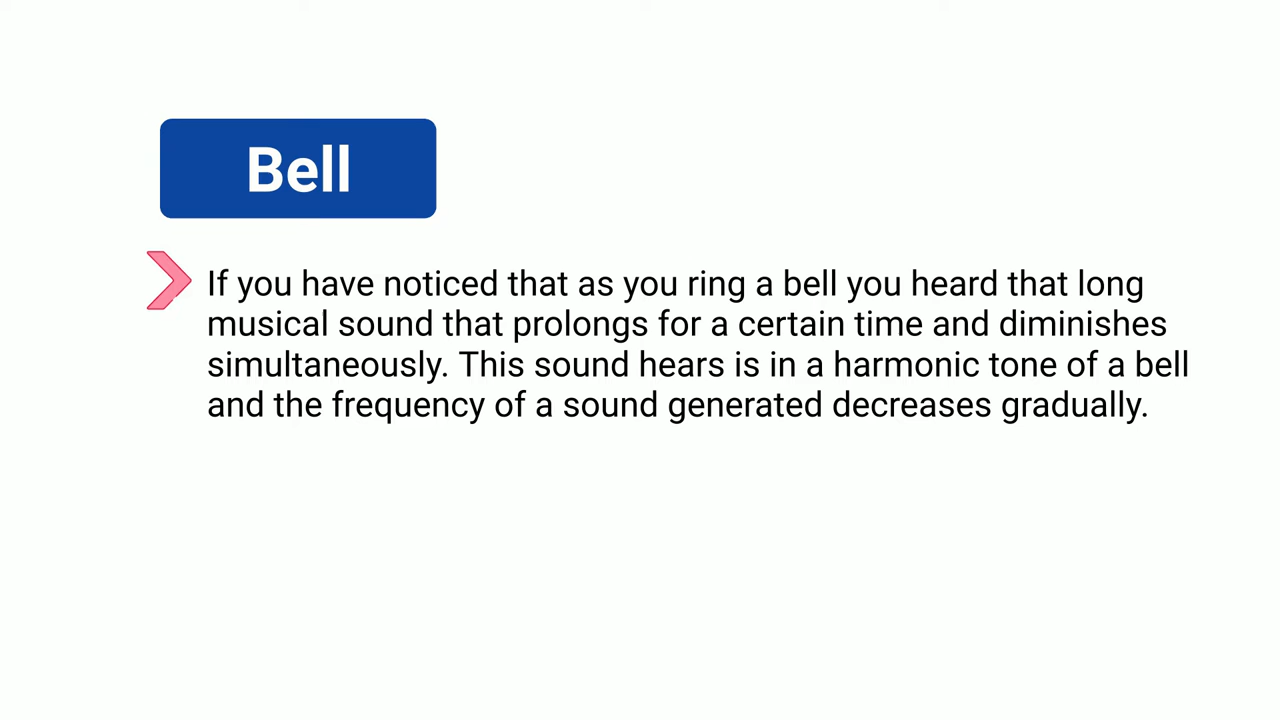 Bell
If you have noticed that as you ring a bell you heard that long
musical sound that prolongs for a certain time and diminishes
simultaneously. This sound hears is in a harmonic tone of a bell
and the frequency of a sound generated decreases gradually.